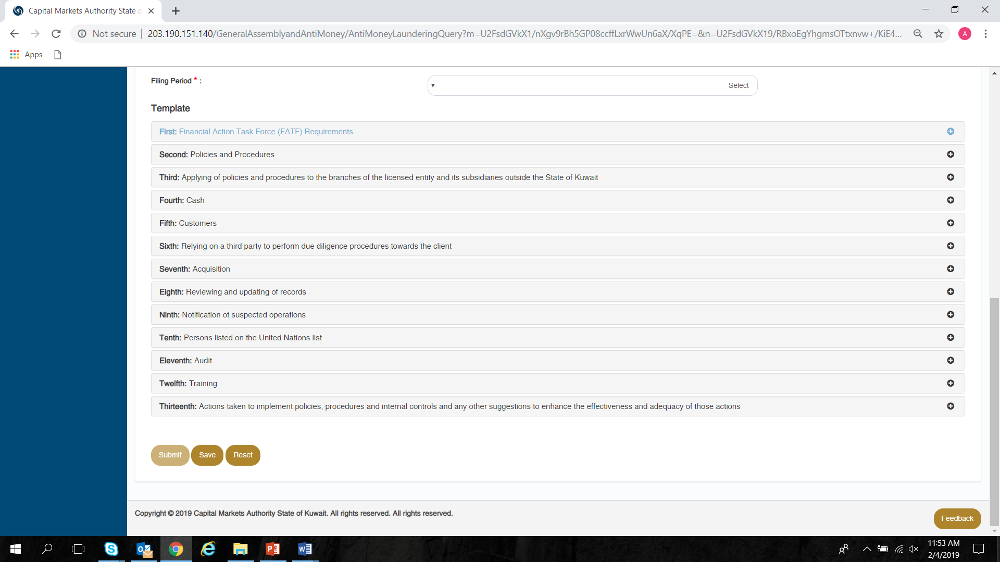 Capital Markets Authority State o
Not secure
203.190.151.140/GeneralAssemblyandAntiMoney/AntiMoneyLaunderingQuery?m=U2FsdGVkX1/nXgv9rBh5GP08ccffLxrWwUn6aX/XqPE=&n=U2FsdGVkX19/RBxoEgYhgmsOTtxnvw+/KiE4...
A
Apps
Filing Period * :
Select
Template
First: Financial Action Task Force (FATF) Requirements
Second: Policies and Procedures
Third: Applying of policies and procedures to the branches of the licensed entity and its subsidiaries outside the State of Kuwait
Fourth: Cash
Fifth: Customers
Sixth: Relying on a third party to perform due diligence procedures towards the client
Seventh: Acquisition
Eighth: Reviewing and updating of records
Ninth: Notification of suspected operations
Tenth: Persons listed on the United Nations list
Eleventh: Audit
Twelfth: Training
Thirteenth: Actions taken to implement policies, procedures and internal controls and any other suggestions to enhance the effectiveness and adequacy of those actions
Submit Save Reset
Copyright © 2019 Capital Markets Authority State of Kuwait. All rights reserved. All rights reserved.
Feedback
11:53 AM
2/4/2019